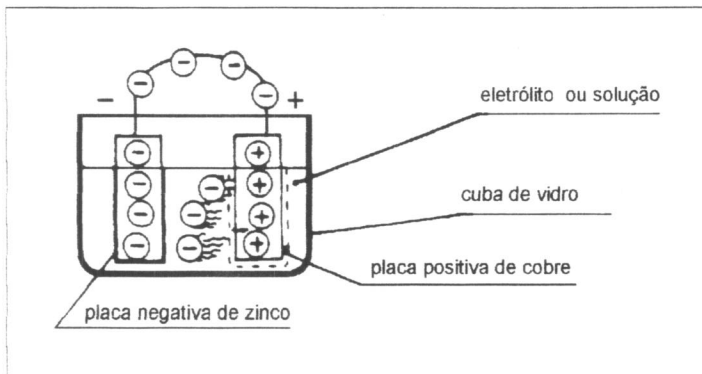 eletrólito ou solução
cuba de vidro
placa positiva de cobre
placa negativa de zinco